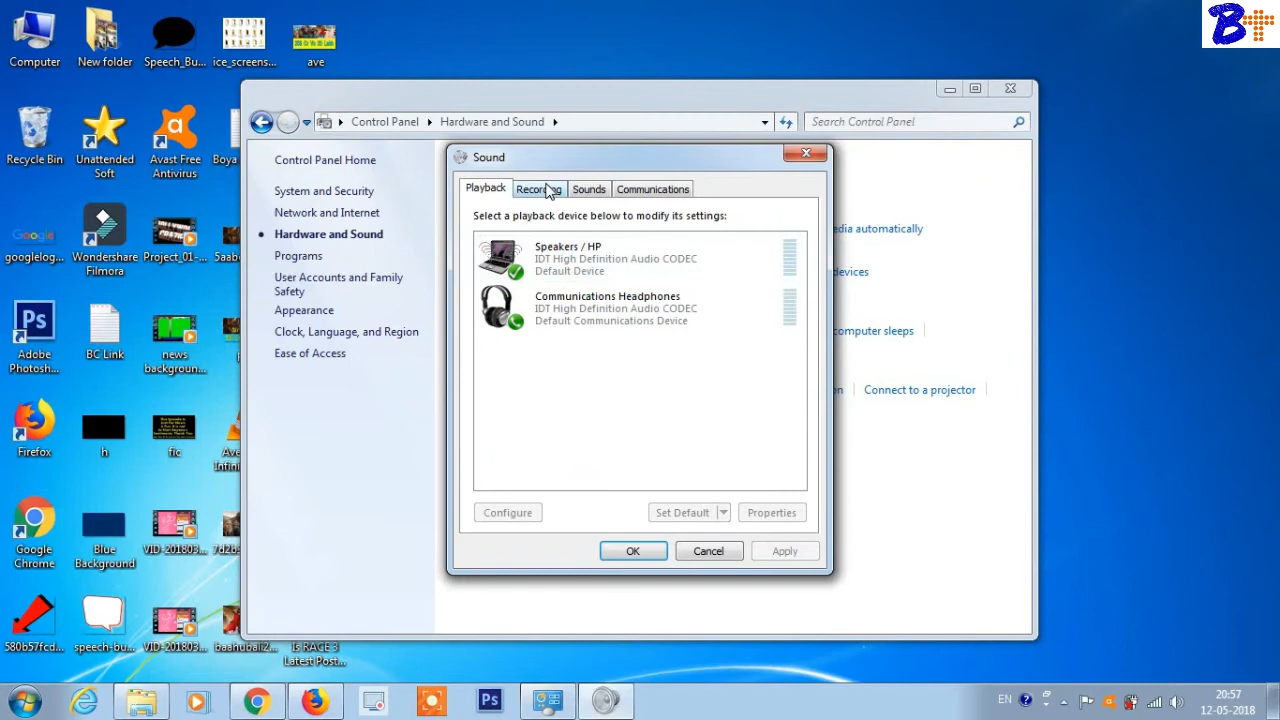 Bt
Computer
New folder
Speech_Bu...
ice_screens...
ave
Recycle Bin
Unattended
Soft
Avast Free
Antivirus
Boya
googlelog...
Wondershare
Filmora
Project_01-...
Adobe
Photosh...
BC Link
news
backgroun...
Firefox
h
fic
Google
Chrome
Blue
Background
VID-201803...
580b57fcd...
speech-bu...
VID-201803...
baahubali2...
Is RACE 3
Latest Post...
Control Panel
Hardware and Sound
Search Control Panel
Control Panel Home
System and Security
Network and Internet
Hardware and Sound
Programs
User Accounts and Family
Safety
Appearance
Clock, Language, and Region
Ease of Access
edia automatically
devices
computer sleeps
Connect to a projector
Sound
Playback
Recording
Sounds
Communications
Select a playback device below to modify its settings:
Speakers / HP
IDT High Definition Audio CODEC
Default Device
Communications Headphones
IDT High Definition Audio CODEC
Default Communications Device
Configure
Set Default
Properties
OK
Cancel
Apply
Ps
EN
20:57
12-05-2018